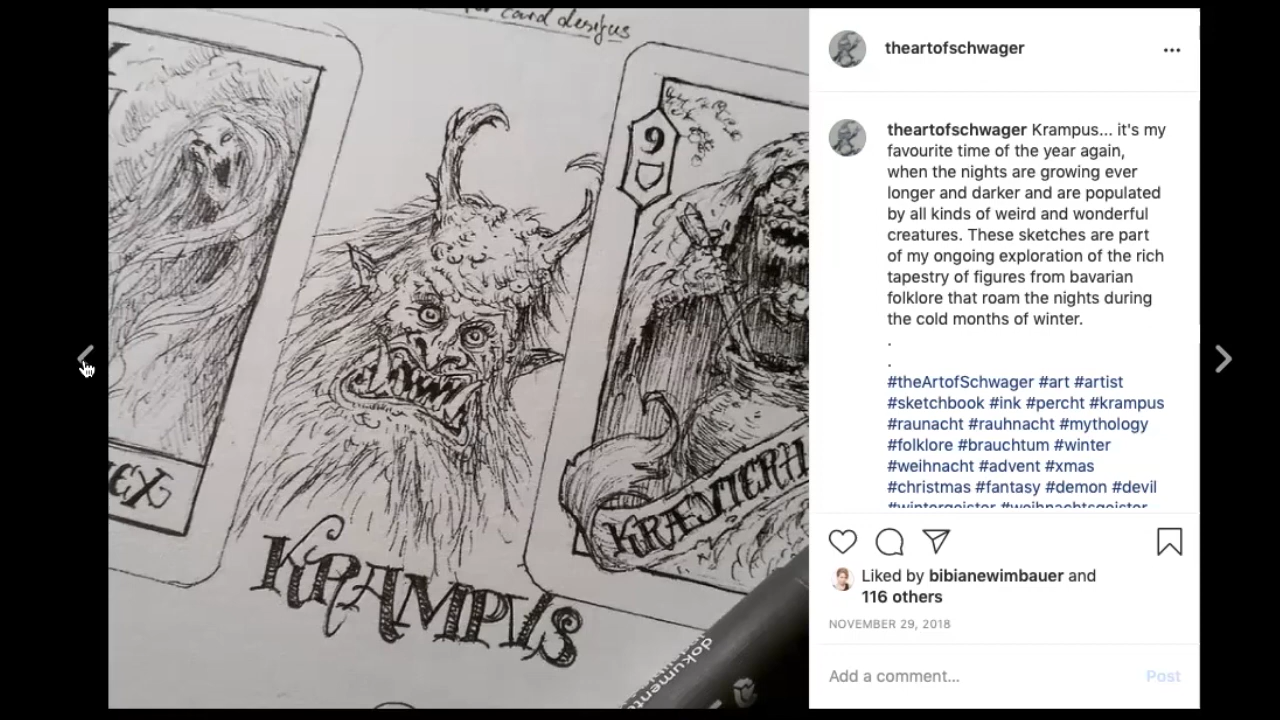 for card designs
9
EX
KRAMPUS
KRÆUTERH
dokument
theartofschwager
theartofschwager Krampus... it's my
favourite time of the year again,
when the nights are growing ever
longer and darker and are populated
by all kinds of weird and wonderful
creatures. These sketches are part
of my ongoing exploration of the rich
tapestry of figures from bavarian
folklore that roam the nights during
the cold months of winter.
.
.
#theArtofSchwager #art #artist
#sketchbook #ink #percht #krampus
#raunacht #rauhnacht #mythology
#folklore #brauchtum #winter
#weihnacht #advent #xmas
#christmas #fantasy #demon #devil
#wintergeister #weihnachtsgeister
Liked by bibianewimbauer and
116 others
NOVEMBER 29, 2018
Add a comment...
Post